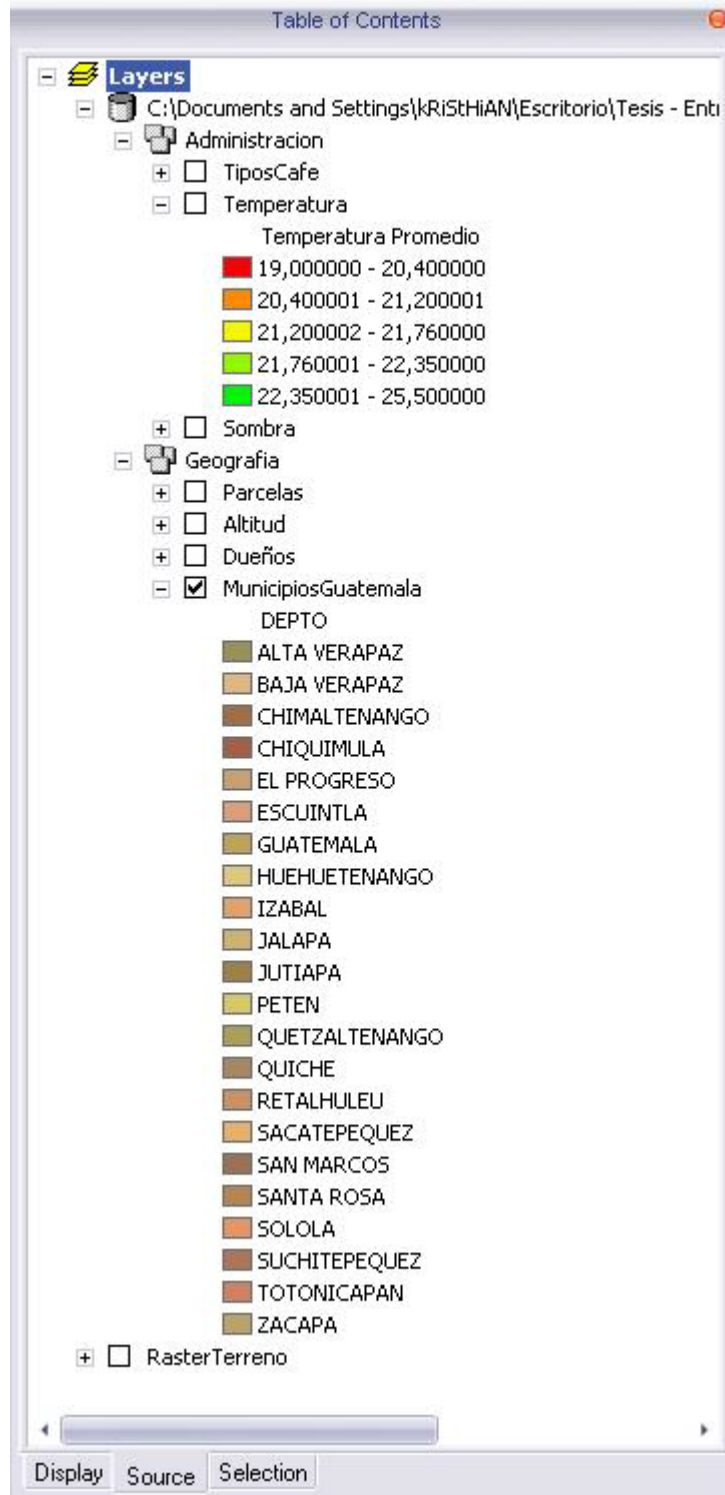 Table of Contents
Layers
C:\Documents and Settings\kRiStHiAN\Escritorio\Tesis - Enti
Administracion
TiposCafe
Temperatura
Temperatura Promedio
19,000000 - 20,400000
20,400001 - 21,200001
21,200002 - 21,760000
21,760001 - 22,350000
22,350001 - 25,500000
Sombra
Geografia
Parcelas
Altitud
Dueños
MunicipiosGuatemala
DEPTO
ALTA VERAPAZ
BAJA VERAPAZ
CHIMALTENANGO
CHIQUIMULA
EL PROGRESO
ESCUINTLA
GUATEMALA
HUEHUETENANGO
IZABAL
JALAPA
JUTIAPA
PETEN
QUETZALTENANGO
QUICHE
RETALHULEU
SACATEPEQUEZ
SAN MARCOS
SANTA ROSA
SOLOLA
SUCHITEPEQUEZ
TOTONICAPAN
ZACAPA
RasterTerreno
Display Source Selection